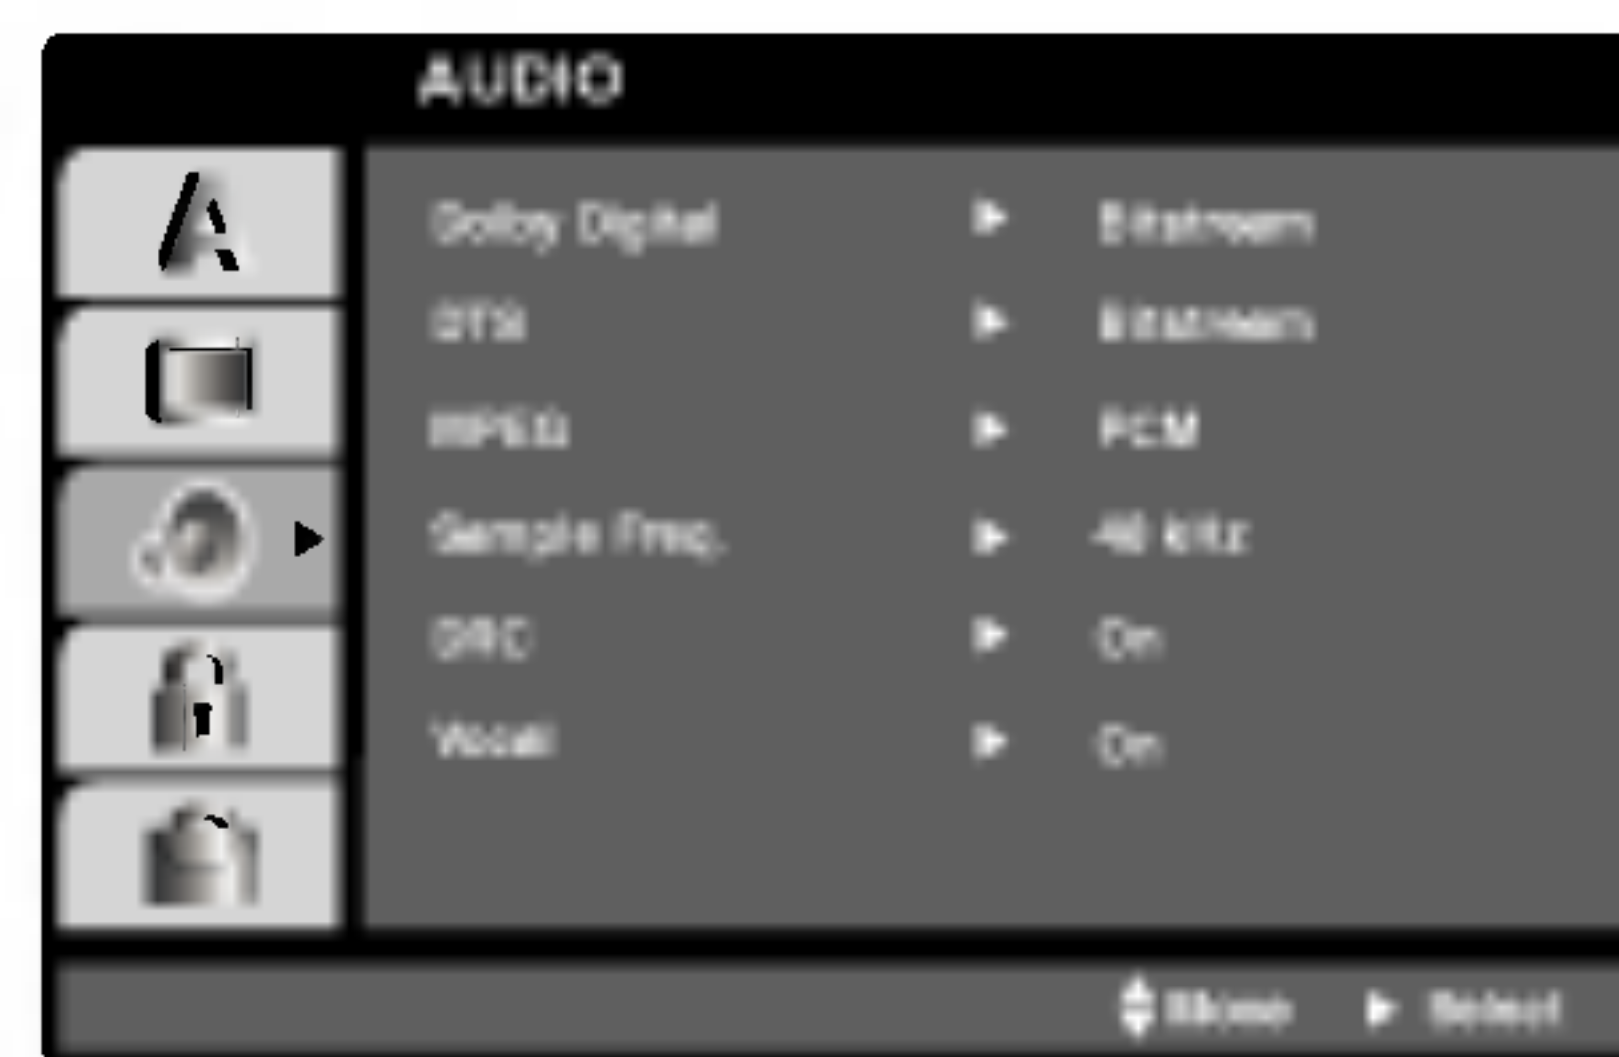 AUDIO
Dolby Digital Bitstream
DTS Bitstream
MPEG PCM
Sample Freq. 48 kHz
DRC On
Vocal On
Move Select